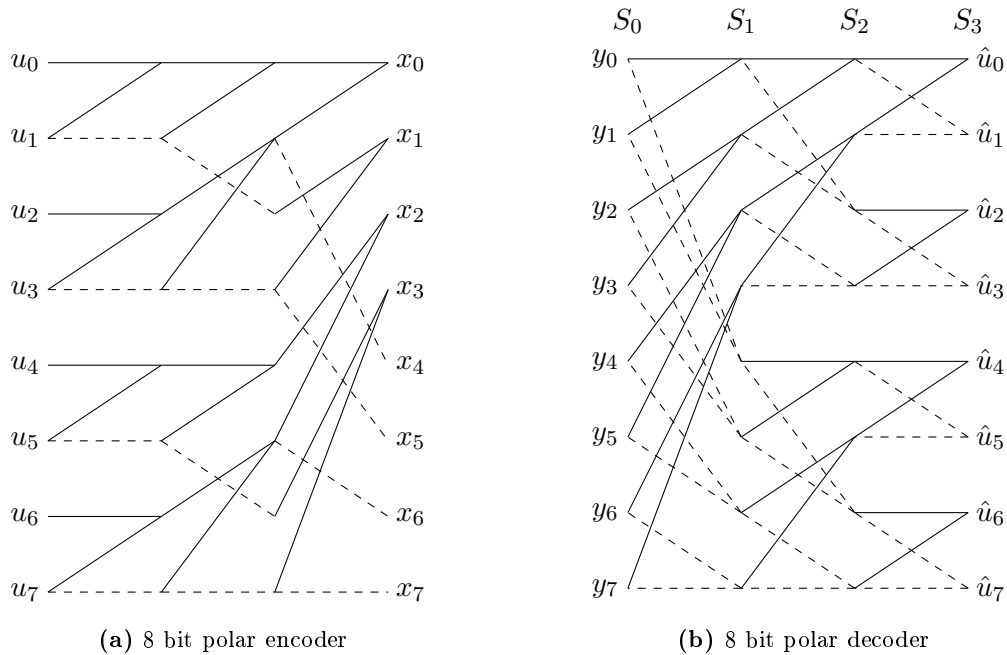 S₀ S₁ S₂ S₃
u₀ x₀ y₀ û₀
u₁ x₁ y₁ û₁
u₂ x₂ y₂ û₂
u₃ x₃ y₃ û₃
u₄ x₄ y₄ û₄
u₅ x₅ y₅ û₅
u₆ x₆ y₆ û₆
u₇ x₇ y₇ û₇
(a) 8 bit polar encoder
(b) 8 bit polar decoder